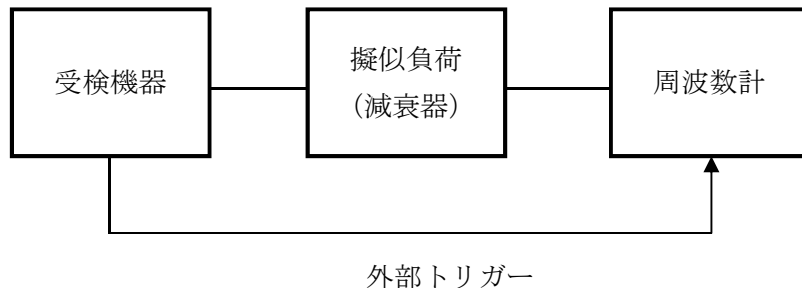 受検機器
擬似負荷
（減衰器）
周波数計
外部トリガー